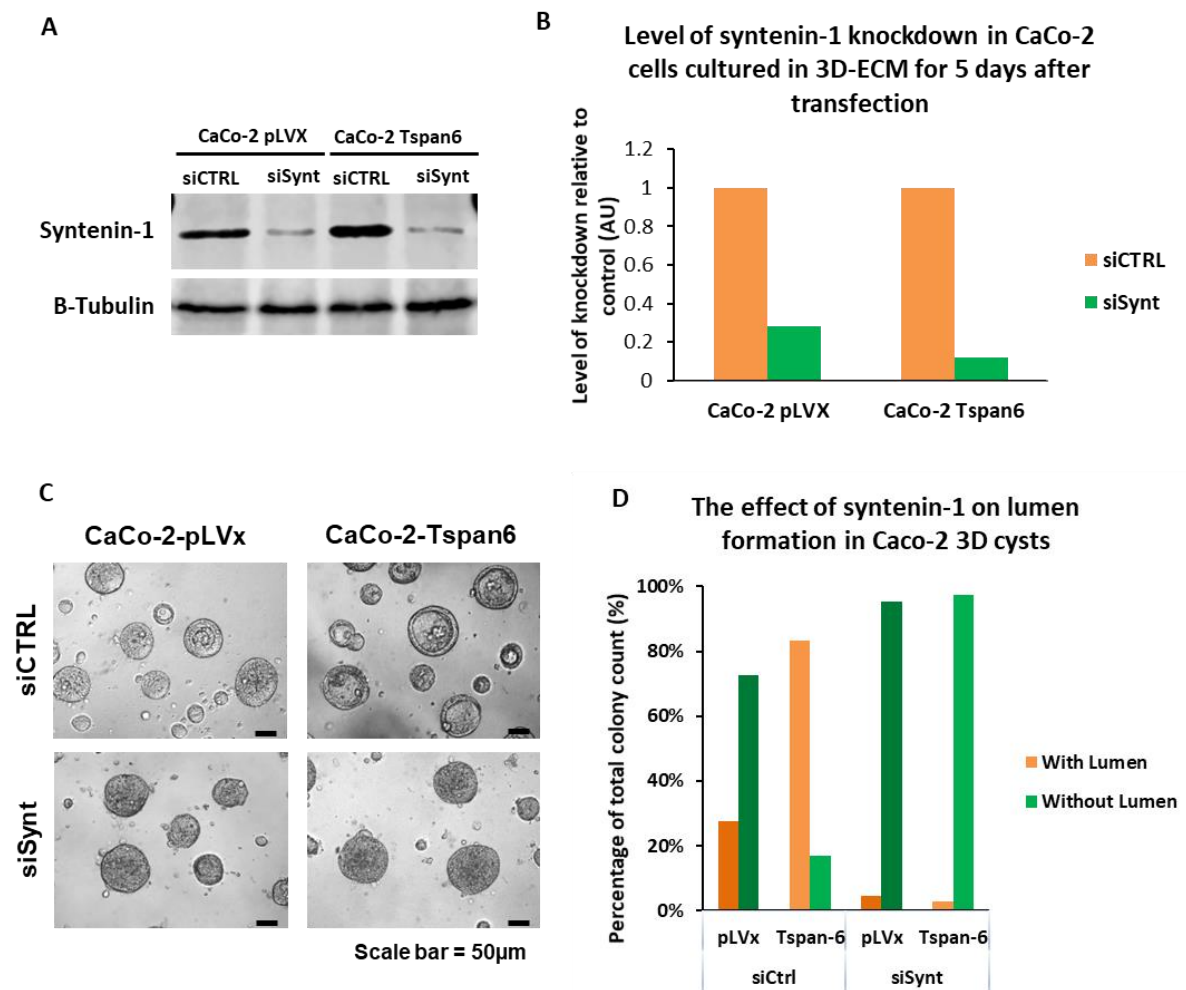 A
CaCo-2 pLVX CaCo-2 Tspan6
siCTRL siSynt siCTRL siSynt
Syntenin-1
B-Tubulin
B
Level of syntenin-1 knockdown in CaCo-2
cells cultured in 3D-ECM for 5 days after
transfection
Level of knockdown relative to
control (AU)
1.2
1
0.8
0.6
0.4
0.2
0
CaCo-2 pLVX CaCo-2 Tspan6
siCTRL
siSynt
C
CaCo-2-pLVx CaCo-2-Tspan6
siCTRL
siSynt
Scale bar = 50μm
D
The effect of syntenin-1 on lumen
formation in Caco-2 3D cysts
Percentage of total colony count (%)
100%
80%
60%
40%
20%
0%
pLVx Tspan-6 pLVx Tspan-6
siCtrl siSynt
With Lumen
Without Lumen